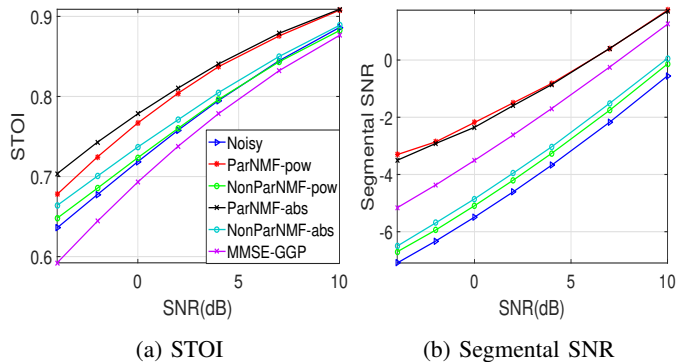 0.9
0.8
0.7
0.6
STOI
Noisy
ParNMF-pow
NonParNMF-pow
ParNMF-abs
NonParNMF-abs
MMSE-GGP
0
5
10
SNR(dB)
(a) STOI
0
-2
-4
-6
Segmental SNR
0
5
10
SNR(dB)
(b) Segmental SNR